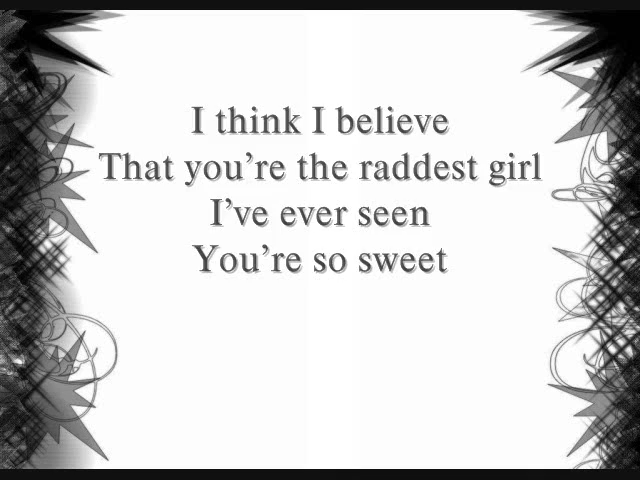 I think I believe
That you’re the raddest girl
I’ve ever seen
You’re so sweet